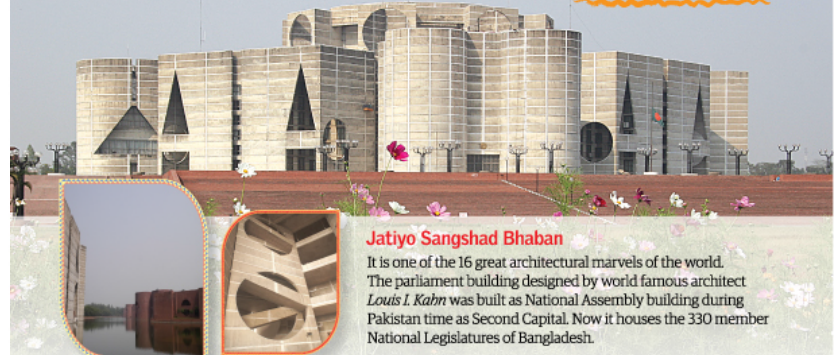 Jatiyo Sangshad Bhaban
It is one of the 16 great architectural marvels of the world.
The parliament building designed by world famous architect
Louis I. Kahn was built as National Assembly building during
Pakistan time as Second Capital. Now it houses the 330 member
National Legislatures of Bangladesh.